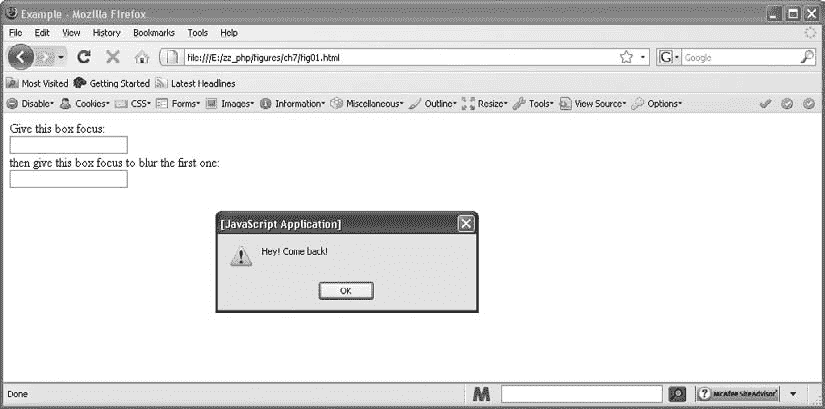 Example - Mozilla Firefox
File Edit View History Bookmarks Tools Help
file:///E:/zz_php/figures/ch7/fig01.html
G Google
Most Visited Getting Started Latest Headlines
Disable Cookies CSS Forms Images Information Miscellaneous Outline Resize Tools View Source Options
Give this box focus:
then give this box focus to blur the first one:
[JavaScript Application]
Hey! Come back!
OK
Done
M
McAfee SiteAdvisor